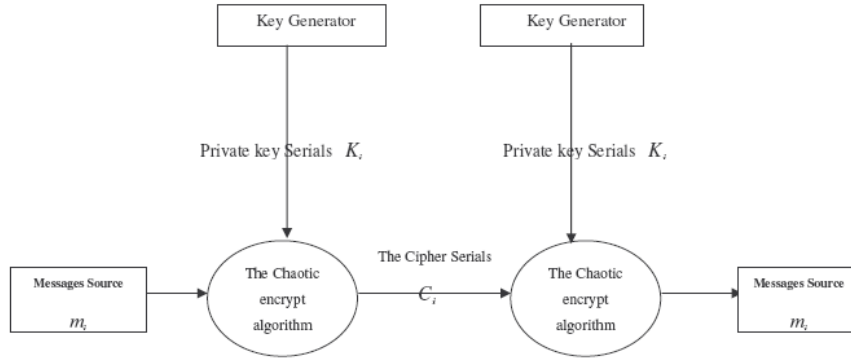 Key Generator
Key Generator
Private key Serials K_i
Private key Serials K_i
Messages Source
m_i
The Chaotic
encrypt
algorithm
The Cipher Serials
C_i
The Chaotic
encrypt
algorithm
Messages Source
m_i